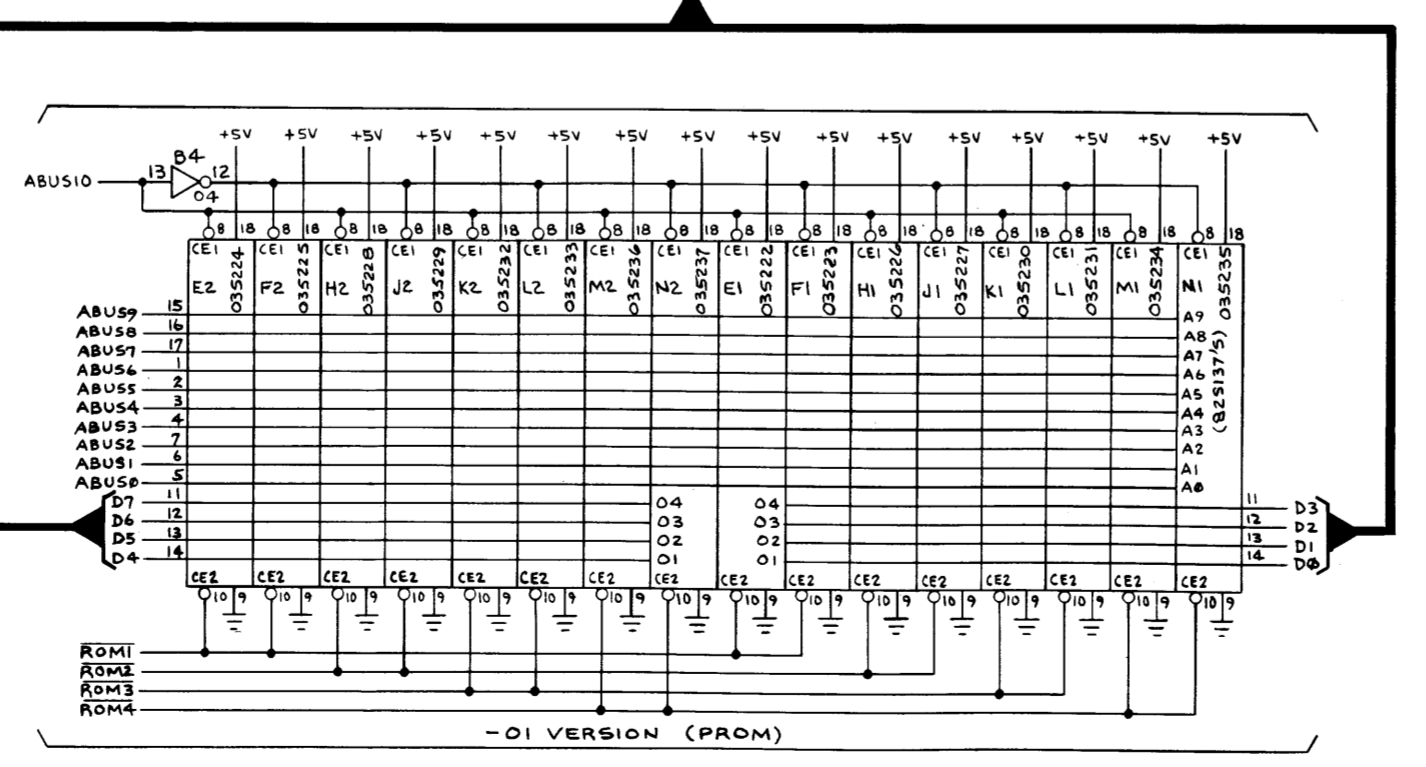 +5V +5V +5V +5V +5V +5V +5V +5V +5V +5V +5V +5V +5V +5V +5V +5V
B4
ABUS10 13 12
04
8 18 8 18 8 18 8 18 8 18 8 18 8 18 8 18 8 18 8 18 8 18 8 18 8 18 8 18 8 18 8 18
CE1 CE1 CE1 CE1 CE1 CE1 CE1 CE1 CE1 CE1 CE1 CE1 CE1 CE1 CE1 CE1
E2 F2 H2 J2 K2 L2 M2 N2 E1 F1 H1 J1 K1 L1 M1 N1
035224 035225 035228 035229 035232 035233 035236 035237 035222 035223 035226 035227 035230 035231 035234 035235
(82S137'S)
ABUS9 15 A9
ABUS8 16 A8
ABUS7 17 A7
ABUS6 1 A6
ABUS5 2 A5
ABUS4 3 A4
ABUS3 4 A3
ABUS2 7 A2
ABUS1 6 A1
ABUS0 5 A0
D7 11 O4 O4 11 D3
D6 12 O3 O3 12 D2
D5 13 O2 O2 13 D1
D4 14 O1 O1 14 D0
CE2 CE2 CE2 CE2 CE2 CE2 CE2 CE2 CE2 CE2 CE2 CE2 CE2 CE2 CE2 CE2
10 9 10 9 10 9 10 9 10 9 10 9 10 9 10 9 10 9 10 9 10 9 10 9 10 9 10 9 10 9 10 9
ROM1
ROM2
ROM3
ROM4
-01 VERSION (PROM)